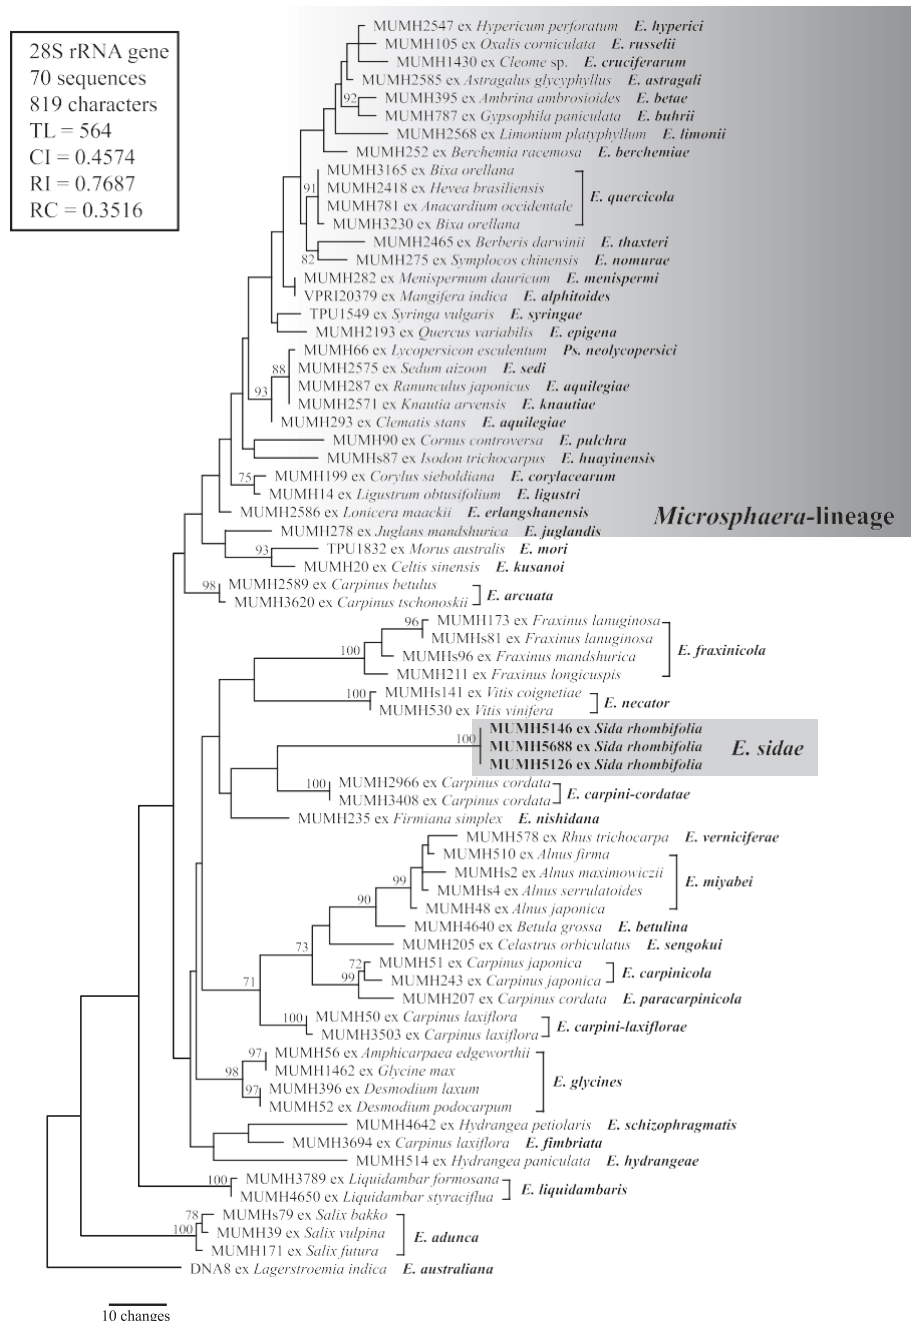 28S rRNA gene
70 sequences
819 characters
TL = 564
CI = 0.4574
RI = 0.7687
RC = 0.3516
MUMH2547 ex Hypericum perforatum E. hyperici
MUMH105 ex Oxalis corniculata E. russelii
MUMH1430 ex Cleome sp. E. cruciferarum
MUMH2585 ex Astragalus glycyphyllus E. astragali
92 MUMH395 ex Ambrina ambrosioides E. betae
MUMH787 ex Gypsophila paniculata E. buhrii
MUMH2568 ex Limonium platyphyllum E. limonii
MUMH252 ex Berchemia racemosa E. berchemiae
MUMH3165 ex Bixa orellana
91 MUMH2418 ex Hevea brasiliensis
E. quercicola
MUMH781 ex Anacardium occidentale
MUMH3230 ex Bixa orellana
MUMH2465 ex Berberis darwinii E. thaxteri
82 MUMH275 ex Symplocos chinensis E. nomurae
MUMH282 ex Menispermum dauricum E. menispermi
VPRI20379 ex Mangifera indica E. alphitoides
TPU1549 ex Syringa vulgaris E. syringae
MUMH2193 ex Quercus variabilis E. epigena
MUMH66 ex Lycopersicon esculentum Ps. neolycopersici
88 MUMH2575 ex Sedum aizoon E. sedi
MUMH287 ex Ranunculus japonicus E. aquilegiae
93 MUMH2571 ex Knautia arvensis E. knautiae
MUMH293 ex Clematis stans E. aquilegiae
MUMH90 ex Cornus controversa E. pulchra
MUMHs87 ex Isodon trichocarpus E. huayinensis
75 MUMH199 ex Corylus sieboldiana E. corylacearum
MUMH14 ex Ligustrum obtusifolium E. ligustri
MUMH2586 ex Lonicera maackii E. erlangshanensis
Microsphaera-lineage
MUMH278 ex Juglans mandshurica E. juglandis
93 TPU1832 ex Morus australis E. mori
MUMH20 ex Celtis sinensis E. kusanoi
98 MUMH2589 ex Carpinus betulus
E. arcuata
MUMH3620 ex Carpinus tschonoskii
96 MUMH173 ex Fraxinus lanuginosa
MUMHs81 ex Fraxinus lanuginosa
E. fraxinicola
100 MUMHs96 ex Fraxinus mandshurica
MUMH211 ex Fraxinus longicuspis
100 MUMHs141 ex Vitis coignetiae
E. necator
MUMH530 ex Vitis vinifera
MUMH5146 ex Sida rhombifolia
100 MUMH5688 ex Sida rhombifolia E. sidae
MUMH5126 ex Sida rhombifolia
100 MUMH2966 ex Carpinus cordata
E. carpini-cordatae
MUMH3408 ex Carpinus cordata
MUMH235 ex Firmiana simplex E. nishidana
MUMH578 ex Rhus trichocarpa E. verniciferae
MUMH510 ex Alnus firma
MUMHs2 ex Alnus maximowiczii
E. miyabei
99 MUMHs4 ex Alnus serrulatoides
MUMH48 ex Alnus japonica
90 MUMH4640 ex Betula grossa E. betulina
MUMH205 ex Celastrus orbiculatus E. sengokui
73
72 MUMH51 ex Carpinus japonica
E. carpinicola
99 MUMH243 ex Carpinus japonica
71 MUMH207 ex Carpinus cordata E. paracarpinicola
100 MUMH50 ex Carpinus laxiflora
E. carpini-laxiflorae
MUMH3503 ex Carpinus laxiflora
97 MUMH56 ex Amphicarpaea edgeworthii
98 MUMH1462 ex Glycine max
E. glycines
97 MUMH396 ex Desmodium laxum
MUMH52 ex Desmodium podocarpum
MUMH4642 ex Hydrangea petiolaris E. schizophragmatis
MUMH3694 ex Carpinus laxiflora E. fimbriata
MUMH514 ex Hydrangea paniculata E. hydrangeae
100 MUMH3789 ex Liquidambar formosana
E. liquidambaris
MUMH4650 ex Liquidambar styraciflua
78 MUMHs79 ex Salix bakko
100 MUMH39 ex Salix vulpina
E. adunca
MUMH171 ex Salix futura
DNA8 ex Lagerstroemia indica E. australiana
10 changes